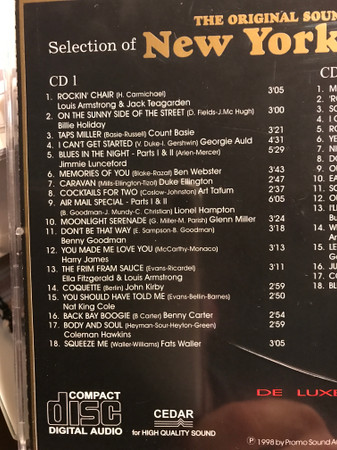 THE ORIGINAL SOUN
Selection of New York
CD 1
1. ROCKIN' CHAIR (H. Carmichael) 3'05
Louis Armstrong & Jack Teagarden
2. ON THE SUNNY SIDE OF THE STREET (D. Fields-J.Mc Hugh) 3'00
Billie Holiday
3. TAPS MILLER (Basie-Russell) Count Basie 3'21
4. I CAN'T GET STARTED (V. Duke-I. Gershwin) Georgie Auld 4'31
5. BLUES IN THE NIGHT - Parts I & II (Arlen-Mercer) 5'29
Jimmie Lunceford
6. MEMORIES OF YOU (Blake-Razal) Ben Webster 3'43
7. CARAVAN (Mills-Ellington-Tizol) Duke Ellington 2'47
8. COCKTAILS FOR TWO (Coslow-Johnston) Art Tatum 2'37
9. AIR MAIL SPECIAL - Parts I & II 6'05
(B. Goodman-J. Mundy-C. Christian) Lionel Hampton
10. MOONLIGHT SERENADE (G. Miller-M. Parish) Glenn Miller 3'24
11. DON'T BE THAT WAY (E. Sampson-B. Goodman) 3'18
Benny Goodman
12. YOU MADE ME LOVE YOU (McCarthy-Monaco) 3'13
Harry James
13. THE FRIM FRAM SAUCE (Evans-Ricardel) 3'11
Ella Fitzgerald & Louis Armstrong
14. COQUETTE (Berlin) John Kirby 2'59
15. YOU SHOULD HAVE TOLD ME (Evans-Bellin-Barnes) 2'50
Nat King Cole
16. BACK BAY BOOGIE (B Carter) Benny Carter 2'54
17. BODY AND SOUL (Heyman-Sour-Heyton-Green) 2'59
Coleman Hawkins
18. SQUEEZE ME (Waller-Williams) Fats Waller 3'05
COMPACT
disc
DIGITAL AUDIO
CEDAR
for HIGH QUALITY SOUND
DE LUXE
℗ 1998 by Promo Sound A